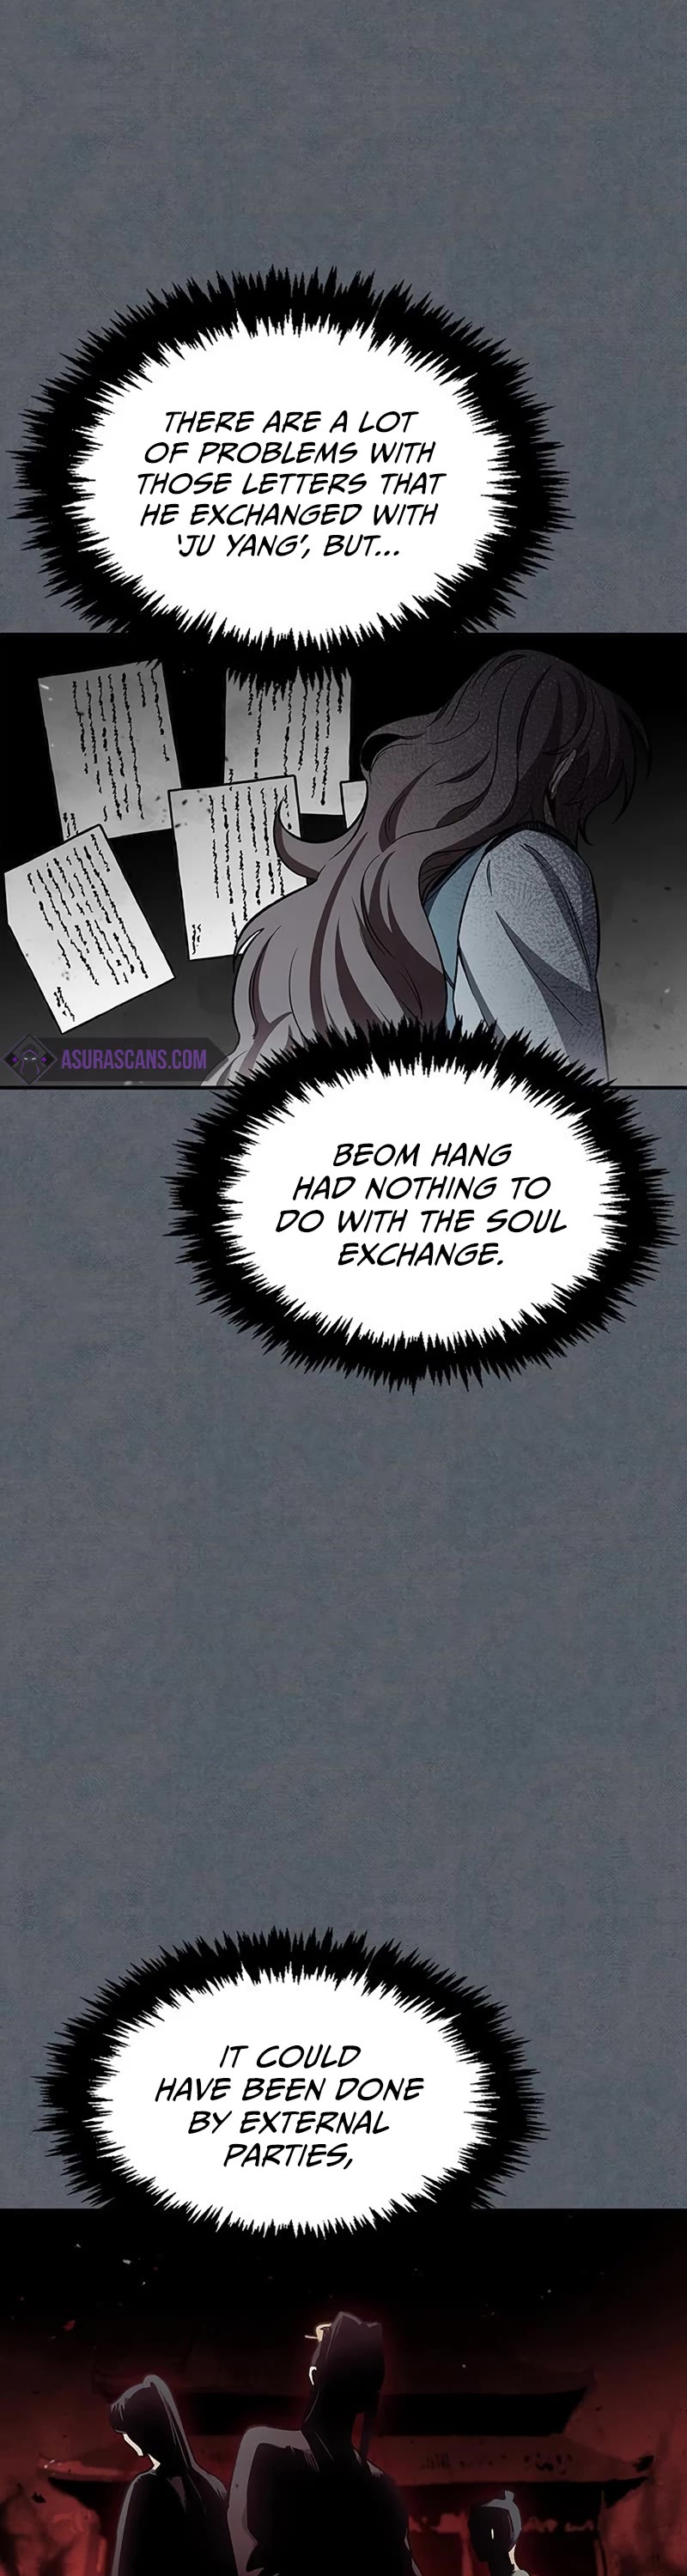 THERE ARE A LOT
OF PROBLEMS WITH
THOSE LETTERS THAT
HE EXCHANGED WITH
'JU YANG', BUT...
ASURASCANS.COM
BEOM HANG
HAD NOTHING TO
DO WITH THE SOUL
EXCHANGE.
IT COULD
HAVE BEEN DONE
BY EXTERNAL
PARTIES,